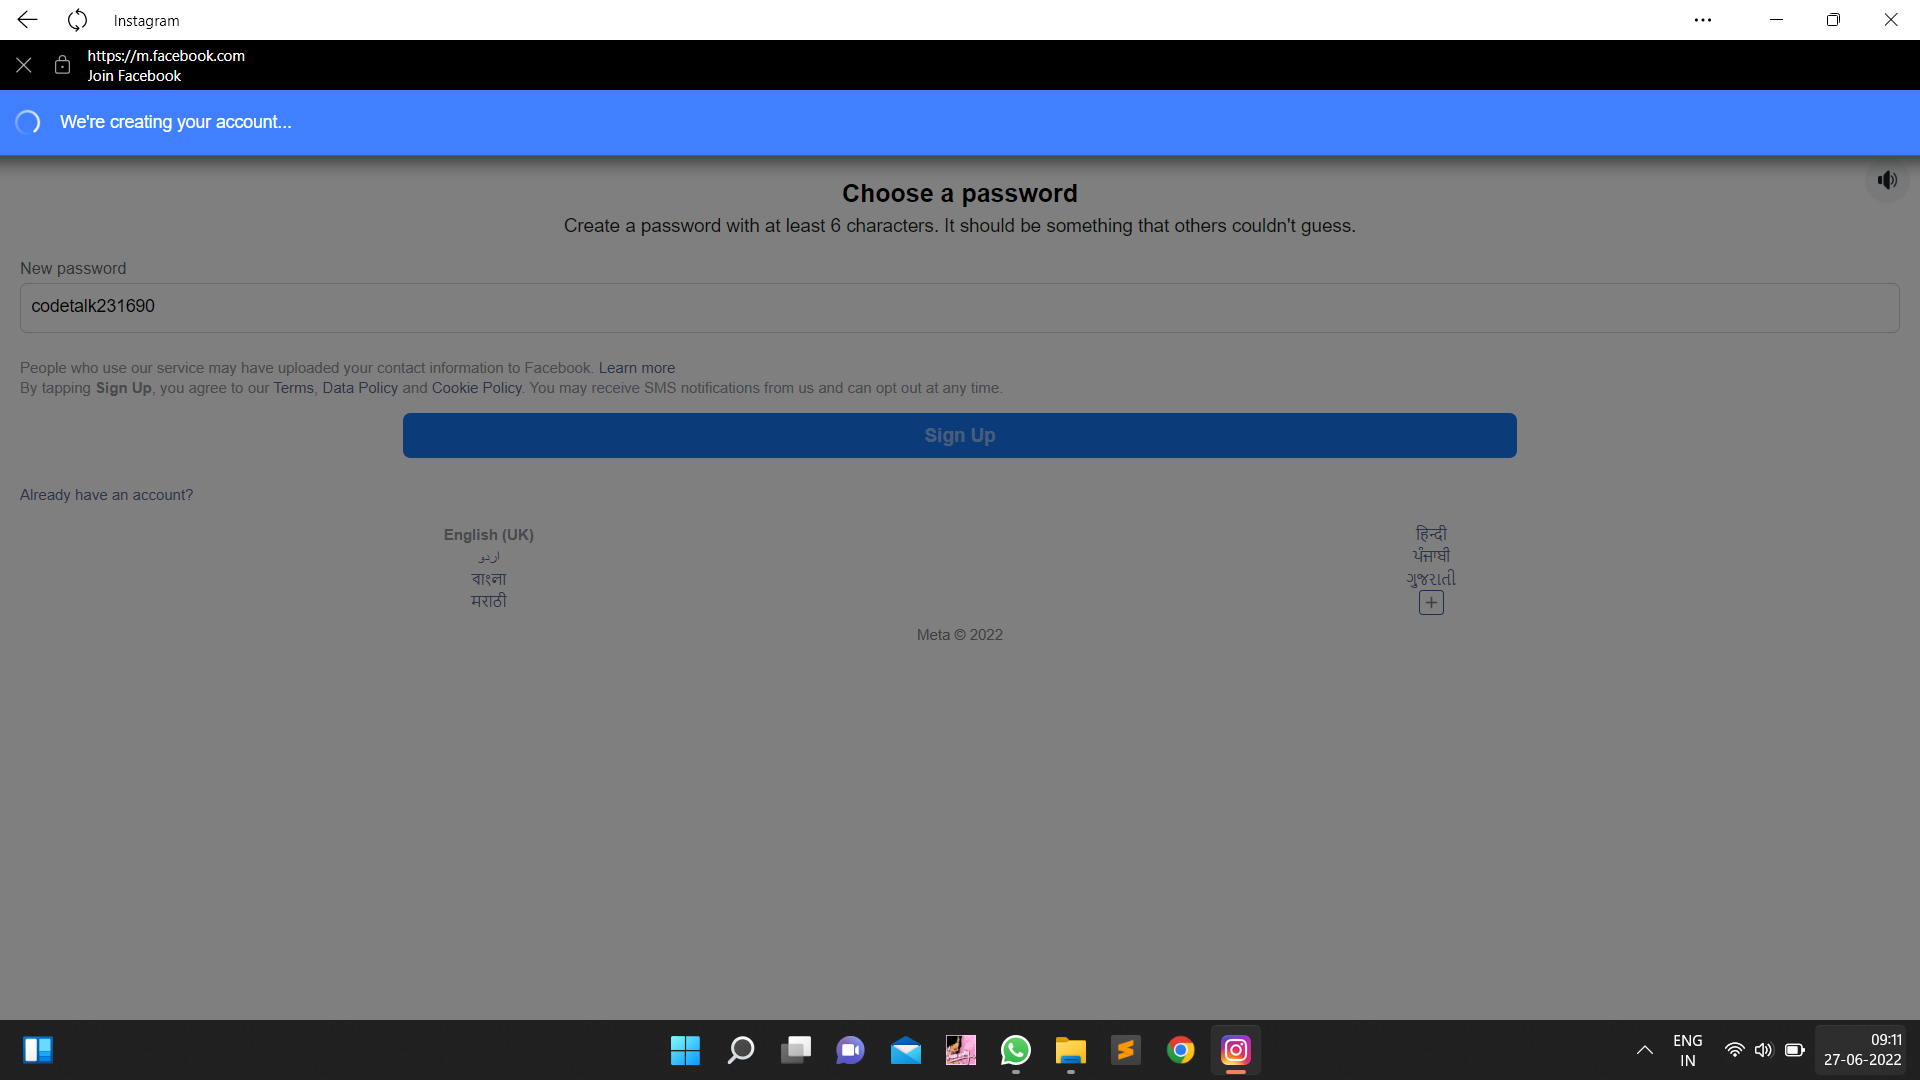 Instagram
https://m.facebook.com
Join Facebook
We're creating your account...
Choose a password
Create a password with at least 6 characters. It should be something that others couldn't guess.
New password
codetalk231690
People who use our service may have uploaded your contact information to Facebook. Learn more
By tapping Sign Up, you agree to our Terms, Data Policy and Cookie Policy. You may receive SMS notifications from us and can opt out at any time.
Sign Up
Already have an account?
English (UK)
اردو
বাংলা
मराठी
हिन्दी
ਪੰਜਾਬੀ
ગુજરાતી
Meta © 2022
ENG
IN
09:11
27-06-2022